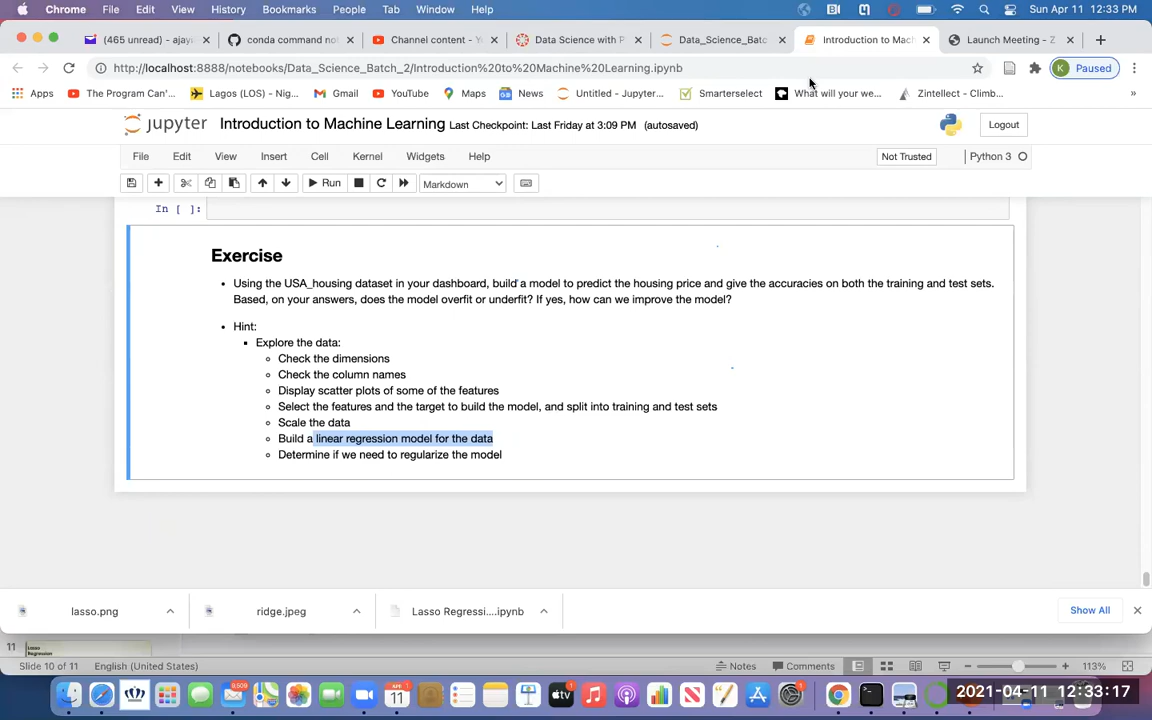 Chrome File Edit View History Bookmarks People Tab Window Help Sun Apr 11 12:33 PM
(465 unread) - ajay conda command no Channel content - Y Data Science with P Data_Science_Batc Introduction to Mac Launch Meeting - Z
http://localhost:8888/notebooks/Data_Science_Batch_2/Introduction%20to%20Machine%20Learning.ipynb K Paused
Apps The Program Can'... Lagos (LOS) - Nig... Gmail YouTube Maps News Untitled - Jupyter... Smarterselect What will your we... Zintellect - Climb... »
jupyter Introduction to Machine Learning Last Checkpoint: Last Friday at 3:09 PM (autosaved) Logout
File Edit View Insert Cell Kernel Widgets Help Not Trusted Python 3
Run Markdown
In [ ]:
Exercise
Using the USA_housing dataset in your dashboard, build a model to predict the housing price and give the accuracies on both the training and test sets.
Based, on your answers, does the model overfit or underfit? If yes, how can we improve the model?
Hint:
Explore the data:
Check the dimensions
Check the column names
Display scatter plots of some of the features
Select the features and the target to build the model, and split into training and test sets
Scale the data
Build a linear regression model for the data
Determine if we need to regularize the model
lasso.png ridge.jpeg Lasso Regressi....ipynb Show All
11 Lasso
Regression
Slide 10 of 11 English (United States) Notes Comments 113%
8,509 APR 11 tv 1
2021-04-11 12:33:17